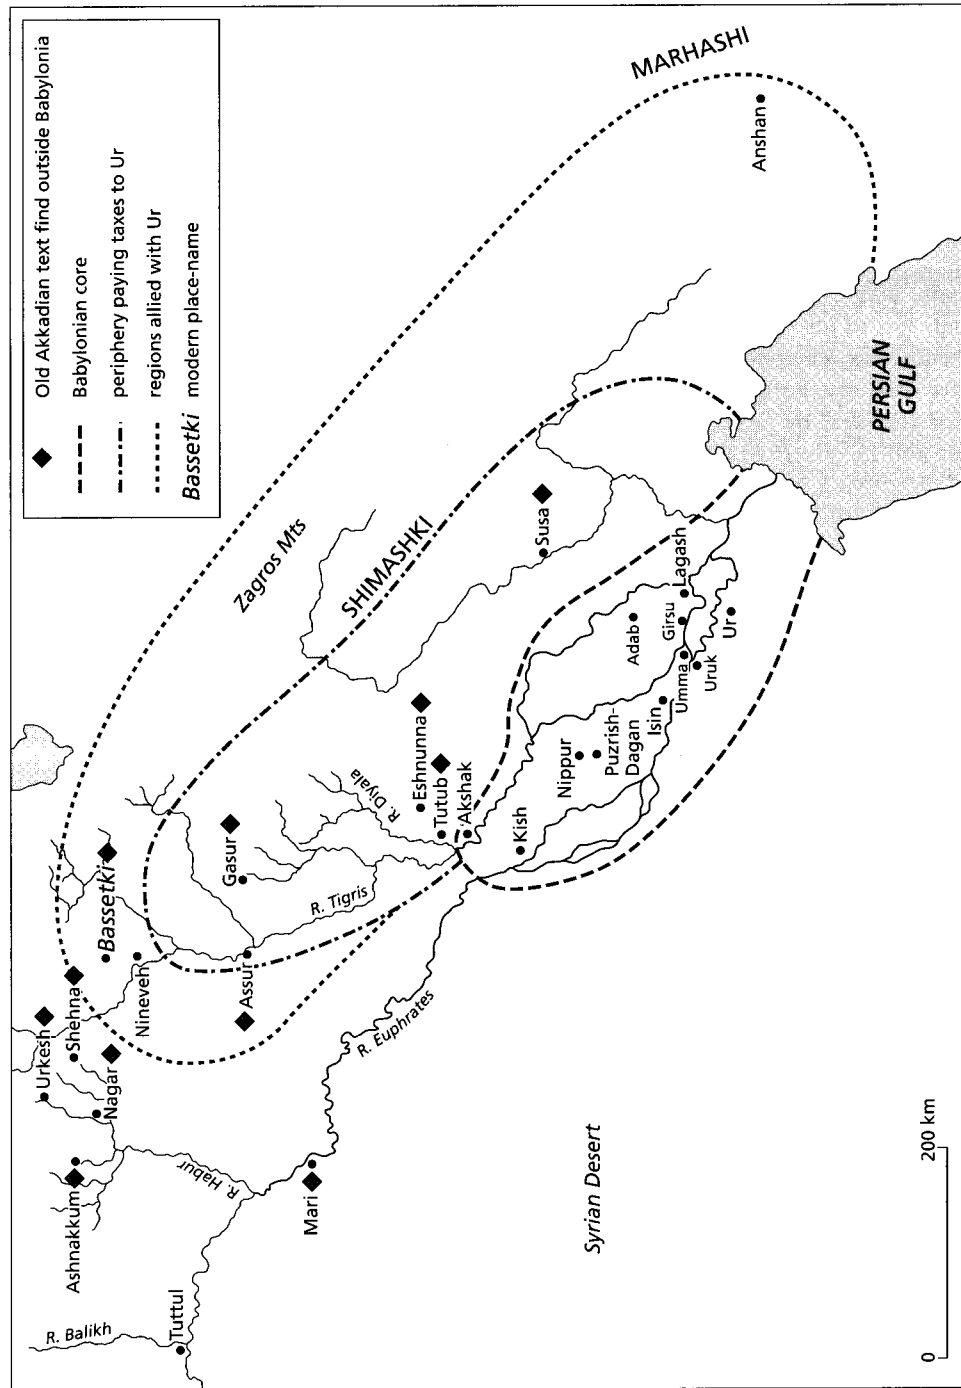 Old Akkadian text find outside Babylonia
Babylonian core
periphery paying taxes to Ur
regions allied with Ur
Bassetki modern place-name
MARHASHI
Anshan
Zagros Mts
SHIMASHKI
PERSIAN
GULF
Susa
Urkesh
Shehna
Bassetki
Nagar
Nineveh
Ashnakkum
Gasur
Assur
R. Tigris
R. Diyala
Eshnunna
Tutub
Akshak
R. Balikh
R. Habur
Tuttul
Mari
R. Euphrates
Kish
Nippur
Puzrish-
Dagan
Isin
Adab
Umma
Girsu
Lagash
Uruk
Ur
Syrian Desert
0 200 km